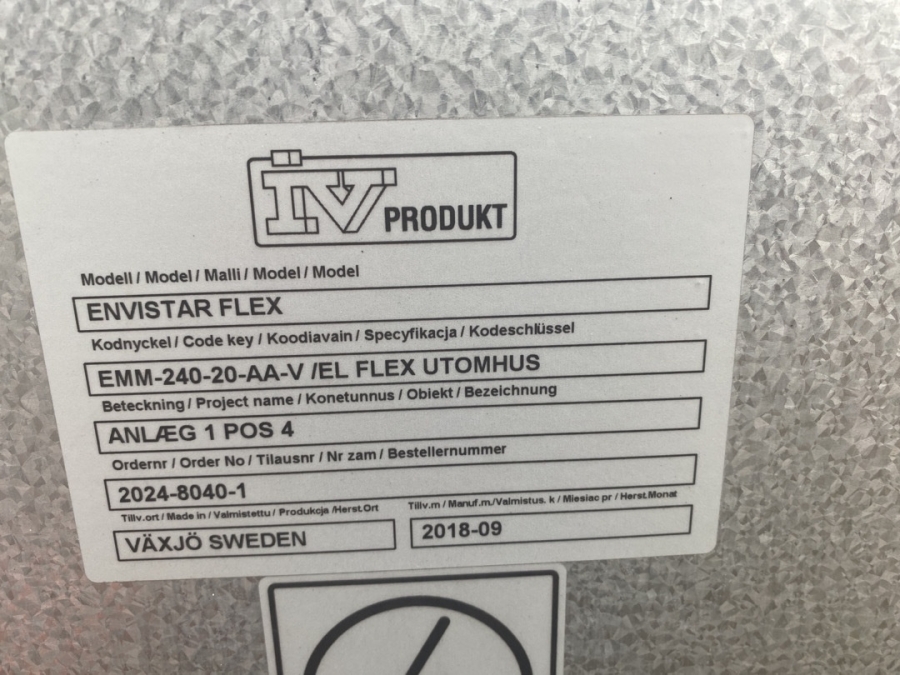 IV PRODUKT
Modell / Model / Malli / Model / Model
ENVISTAR FLEX
Kodnyckel / Code key / Koodiavain / Specyfikacja / Kodeschlüssel
EMM-240-20-AA-V /EL FLEX UTOMHUS
Beteckning / Project name / Konetunnus / Obiekt / Bezeichnung
ANLÆG 1 POS 4
Ordernr / Order No / Tilausnr / Nr zam / Bestellernummer
2024-8040-1
Tillv.ort / Made in / Valmistettu / Produkcja /Herst.Ort
VÄXJÖ SWEDEN
Tillv.m / Manuf.m./Valmistus. k / Miesiac pr / Herst.Monat
2018-09